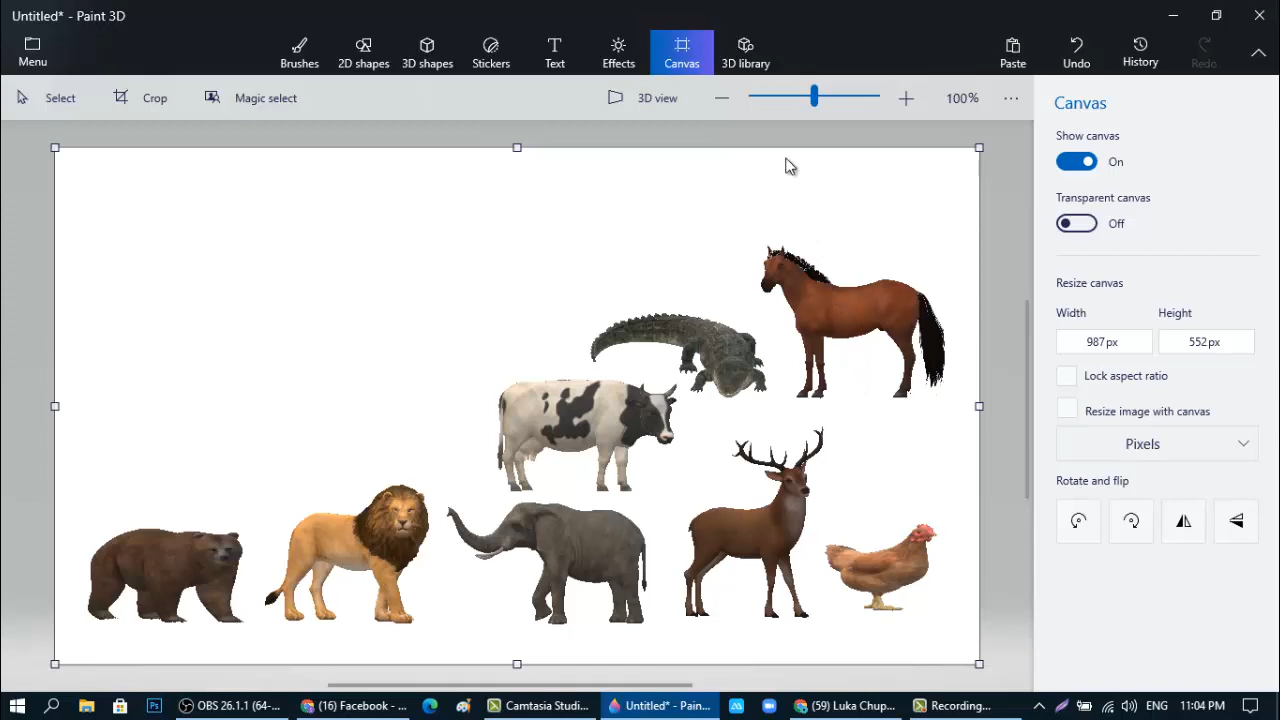 Untitled* - Paint 3D
Menu
Brushes
2D shapes
3D shapes
Stickers
Text
Effects
Canvas
3D library
Paste
Undo
History
Redo
Select
Crop
Magic select
3D view
100%
Canvas
Show canvas
On
Transparent canvas
Off
Resize canvas
Width
Height
987px
552px
Lock aspect ratio
Resize image with canvas
Pixels
Rotate and flip
OBS 26.1.1 (64-...
(16) Facebook - ...
Camtasia Studi...
Untitled* - Pain...
(59) Luka Chup...
Recording...
ENG
11:04 PM